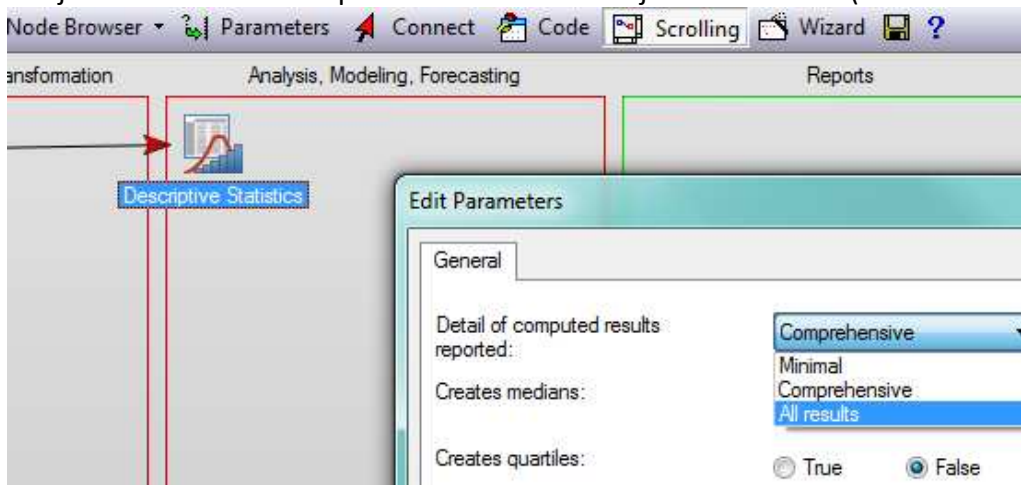 Node Browser Parameters Connect Code Scrolling Wizard ?
ansformation Analysis, Modeling, Forecasting Reports
Descriptive Statistics
Edit Parameters
General
Detail of computed results
reported:
Comprehensive
Minimal
Creates medians:
Comprehensive
All results
Creates quartiles:
True False